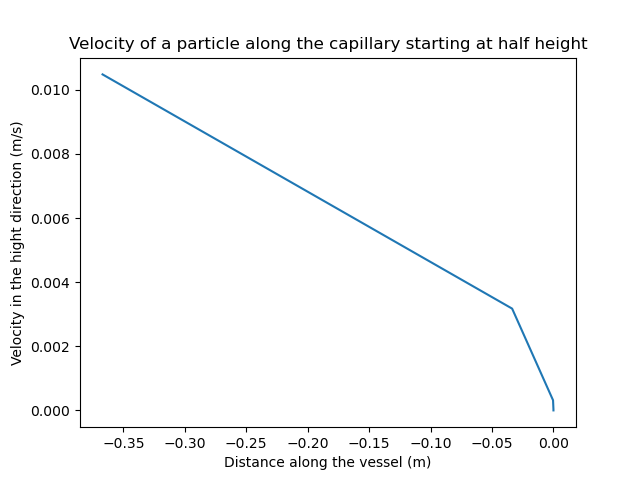 Velocity of a particle along the capillary starting at half height
Velocity in the hight direction (m/s)
0.010
0.008
0.006
0.004
0.002
0.000
−0.35 −0.30 −0.25 −0.20 −0.15 −0.10 −0.05 0.00
Distance along the vessel (m)